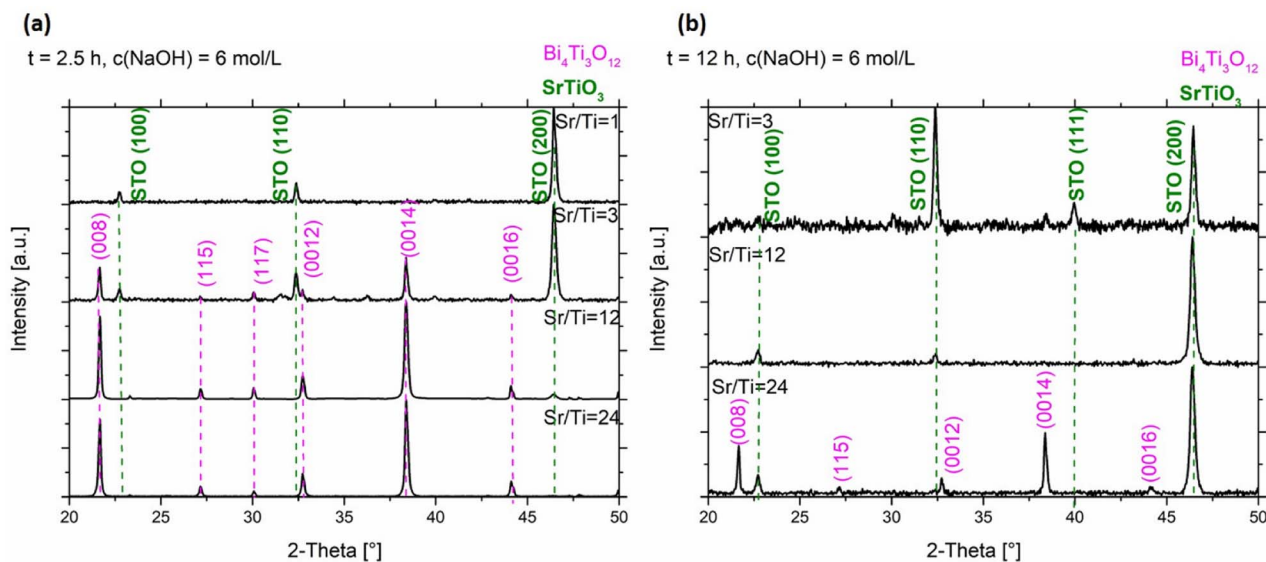 (a)
t = 2.5 h, c(NaOH) = 6 mol/L
Bi₄Ti₃O₁₂
SrTiO₃
Sr/Ti=1
STO (100)
STO (110)
STO (200)
Sr/Ti=3
(008)
(115)
(117)
(0012)
(0014)
(0016)
Sr/Ti=12
Sr/Ti=24
Intensity [a.u.]
20 25 30 35 40 45 50
2-Theta [°]
(b)
t = 12 h, c(NaOH) = 6 mol/L
Bi₄Ti₃O₁₂
SrTiO₃
Sr/Ti=3
STO (100)
STO (110)
STO (111)
STO (200)
Sr/Ti=12
Sr/Ti=24
(008)
(115)
(0012)
(0014)
(0016)
Intensity [a.u.]
20 25 30 35 40 45 50
2-Theta [°]